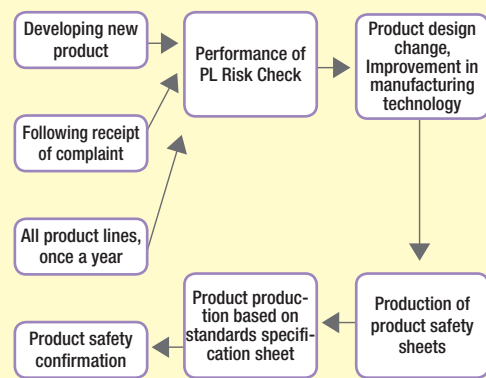 Developing new
product
Performance of
PL Risk Check
Product design
change,
Improvement in
manufacturing
technology
Following receipt
of complaint
All product lines,
once a year
Production of
product safety
sheets
Product produc-
tion based on
standards specifi-
cation sheet
Product safety
confirmation